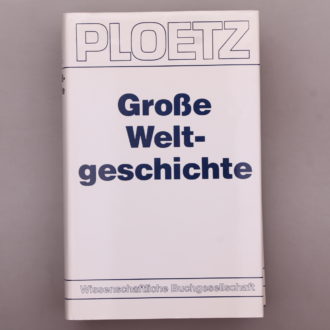 PLOETZ
Große
Welt-
geschichte
Wissenschaftliche Buchgesellschaft